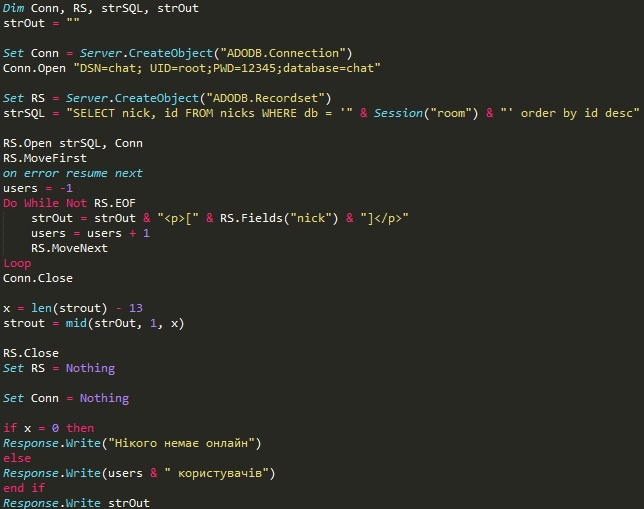 Dim Conn, RS, strSQL, strOut
strOut = ""
Set Conn = Server.CreateObject("ADODB.Connection")
Conn.Open "DSN=chat; UID=root;PWD=12345;database=chat"
Set RS = Server.CreateObject("ADODB.Recordset")
strSQL = "SELECT nick, id FROM nicks WHERE db = '" & Session("room") & "' order by id desc"
RS.Open strSQL, Conn
RS.MoveFirst
on error resume next
users = -1
Do While Not RS.EOF
strOut = strOut & "<p>[" & RS.Fields("nick") & "]</p>"
users = users + 1
RS.MoveNext
Loop
Conn.Close
x = len(strout) - 13
strout = mid(strOut, 1, x)
RS.Close
Set RS = Nothing
Set Conn = Nothing
if x = 0 then
Response.Write("Нікого немає онлайн")
else
Response.Write(users & " користувачів")
end if
Response.Write strOut